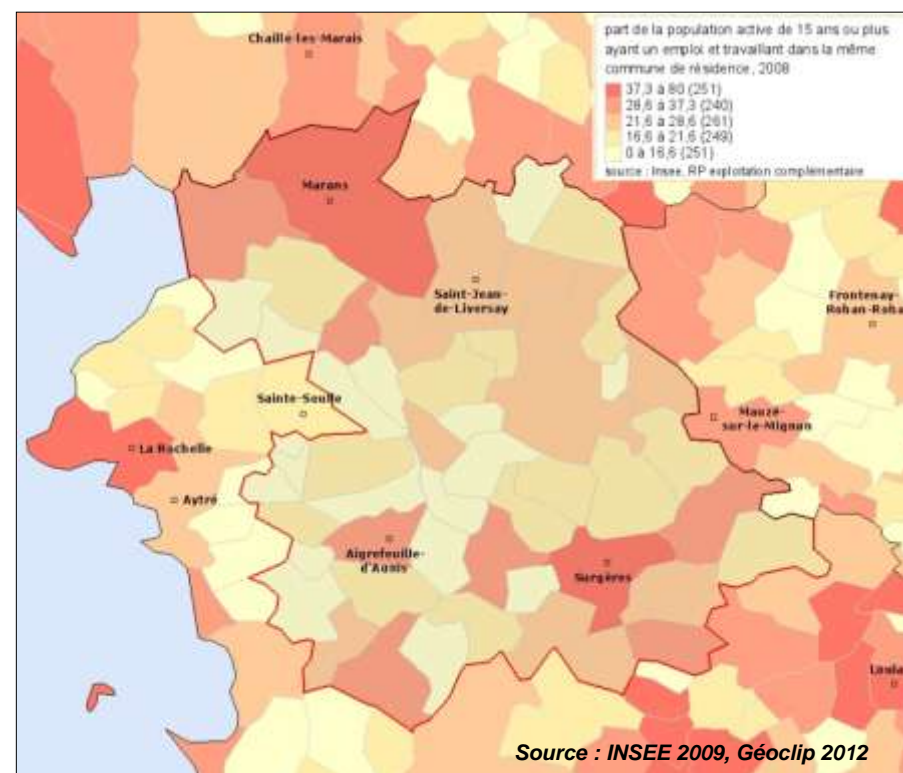 Chaille-les-Marais
part de la population active de 15 ans ou plus
ayant un emploi et travaillant dans la même
commune de résidence, 2008
37,3 à 80 (251)
28,6 à 37,3 (240)
21,6 à 28,6 (261)
16,6 à 21,6 (249)
0 à 16,6 (251)
source : Insee, RP exploitation complémentaire
Marans
Saint-Jean-
de-Liversay
Frontenay-
Rohan-Roha
Sainte-Soulle
Mauzé-
sur-le-Mignon
La Rochelle
Aytré
Aigrefeuille-
d'Aunis
Surgères
Loula
Source : INSEE 2009, Géoclip 2012